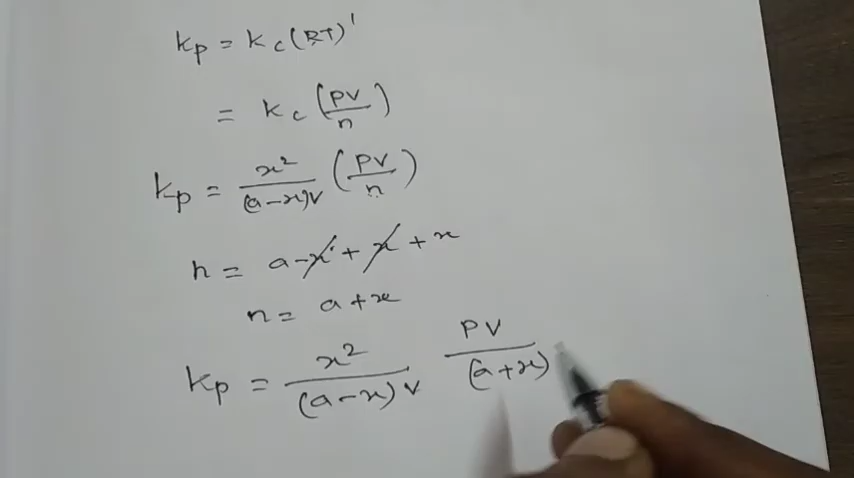 Kp = Kc(RT)'
= Kc (PV/n)
Kp = x²/(a-x)V (PV/n)
n = a-x+x+x
n = a+x
Kp = x²/(a-x)V PV/(a+x)